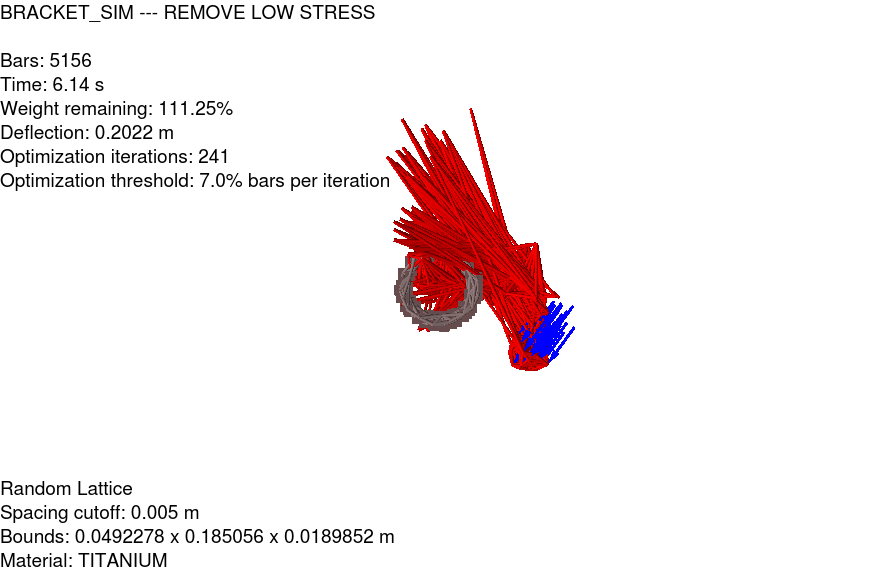 BRACKET_SIM --- REMOVE LOW STRESS
Bars: 5156
Time: 6.14 s
Weight remaining: 111.25%
Deflection: 0.2022 m
Optimization iterations: 241
Optimization threshold: 7.0% bars per iteration
Random Lattice
Spacing cutoff: 0.005 m
Bounds: 0.0492278 x 0.185056 x 0.0189852 m
Material: TITANIUM